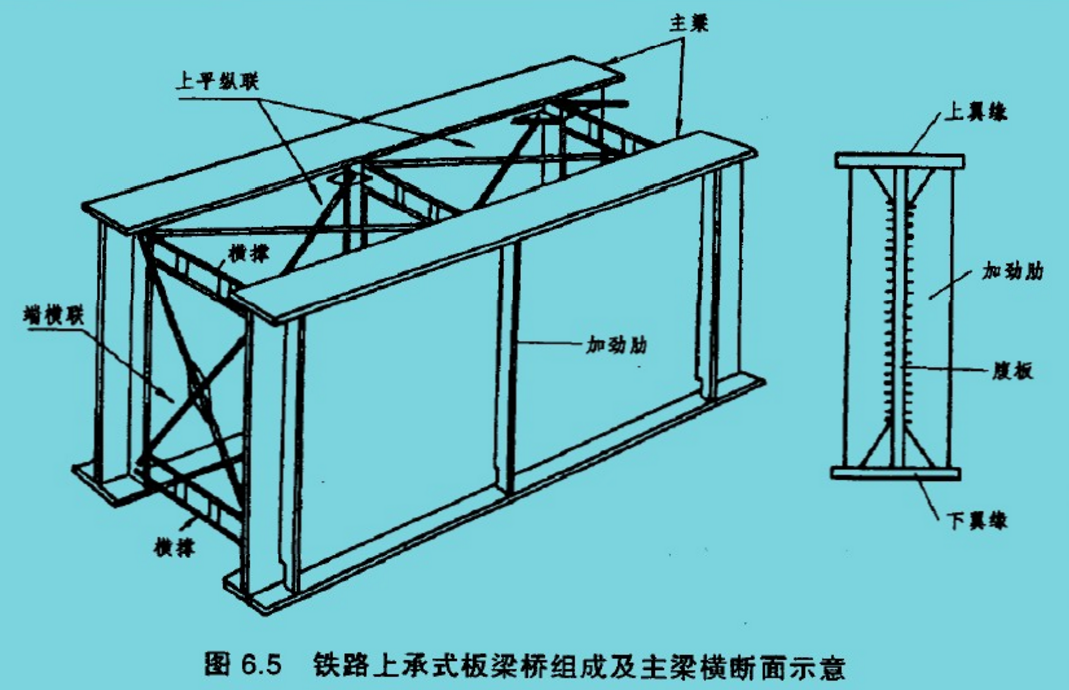 主梁
上平纵联
上翼缘
横撑
加劲肋
端横联
加劲肋
腹板
横撑
下翼缘
图 6.5 铁路上承式板梁桥组成及主梁横断面示意